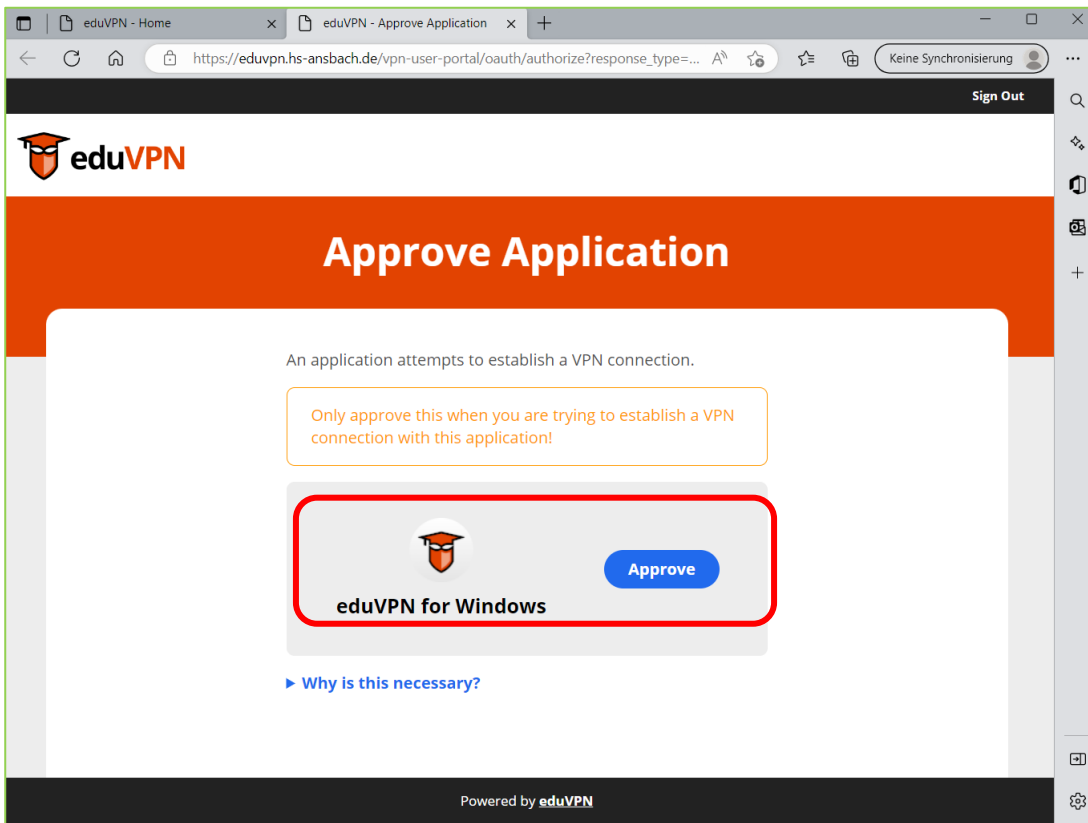 eduVPN - Home
eduVPN - Approve Application
https://eduvpn.hs-ansbach.de/vpn-user-portal/oauth/authorize?response_type=...
Keine Synchronisierung
Sign Out
eduVPN
Approve Application
An application attempts to establish a VPN connection.
Only approve this when you are trying to establish a VPN
connection with this application!
Approve
eduVPN for Windows
Why is this necessary?
Powered by eduVPN